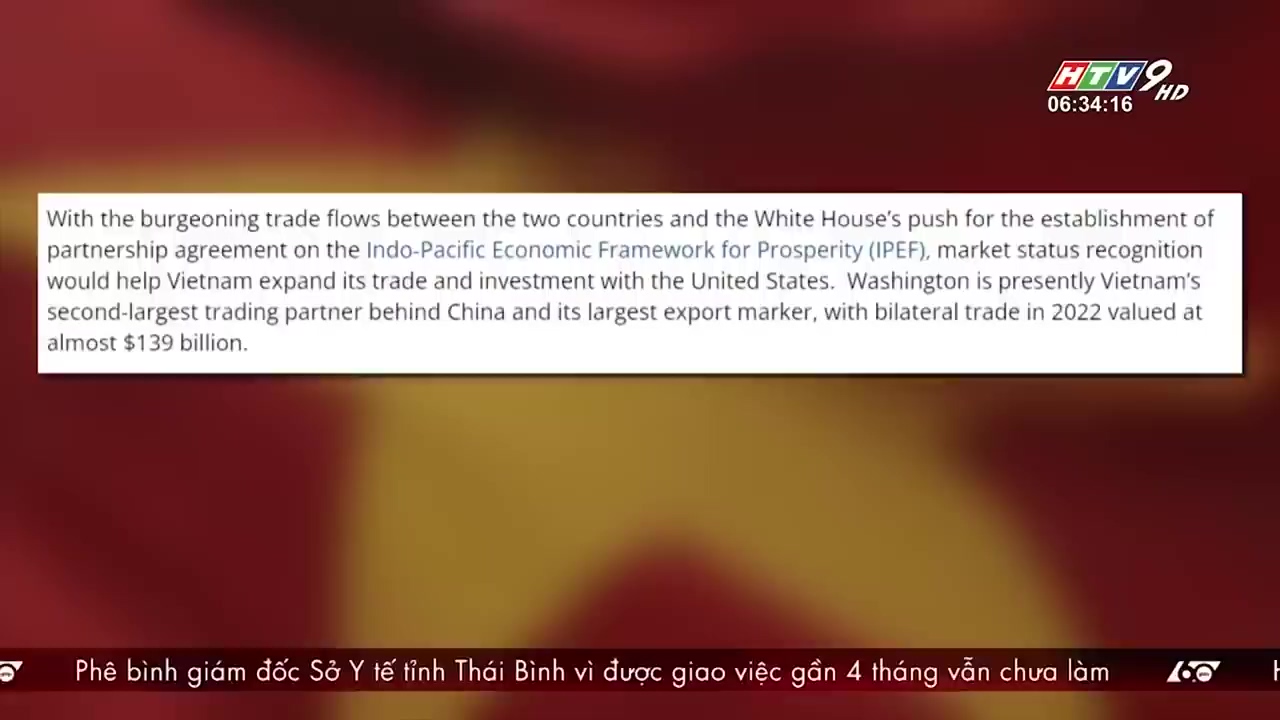 HTV9 HD
06:34:16
With the burgeoning trade flows between the two countries and the White House's push for the establishment of
partnership agreement on the Indo-Pacific Economic Framework for Prosperity (IPEF), market status recognition
would help Vietnam expand its trade and investment with the United States.  Washington is presently Vietnam's
second-largest trading partner behind China and its largest export marker, with bilateral trade in 2022 valued at
almost $139 billion.
Phê bình giám đốc Sở Y tế tỉnh Thái Bình vì được giao việc gần 4 tháng vẫn chưa làm